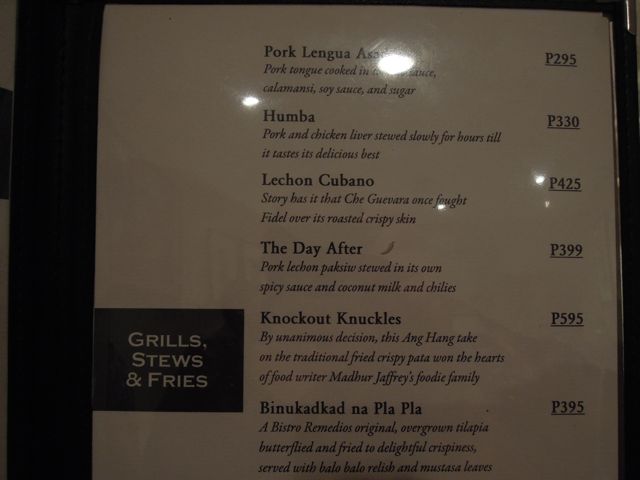 Pork Lengua P295
Pork tongue cooked in sauce,
calamansi, soy sauce, and sugar
Humba P330
Pork and chicken liver stewed slowly for hours till
it tastes its delicious best
Lechon Cubano P425
Story has it that Che Guevara once fought
Fidel over its roasted crispy skin
The Day After P399
Pork lechon paksiw stewed in its own
spicy sauce and coconut milk and chilies
GRILLS,
STEWS
& FRIES
Knockout Knuckles P595
By unanimous decision, this Ang Hang take
on the traditional fried crispy pata won the hearts
of food writer Madhur Jaffrey's foodie family
Binukadkad na Pla Pla P395
A Bistro Remedios original, overgrown tilapia
butterflied and fried to delightful crispiness,
served with balo balo relish and mustasa leaves